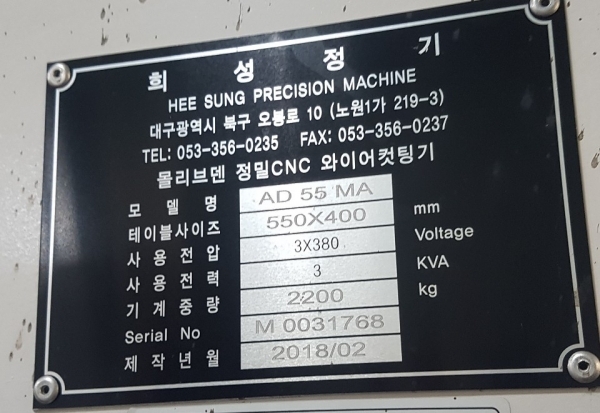 희성정기
HEE SUNG PRECISION MACHINE
대구광역시 북구 오봉로 10 (노원1가 219-3)
TEL: 053-356-0235 FAX: 053-356-0237
몰리브덴 정밀CNC 와이어컷팅기
모델명 AD 55 MA
테이블사이즈 550X400 mm
사용전압 3X380 Voltage
사용전력 3 KVA
기계중량 2200 kg
Serial No M 0031768
제작년월 2018/02